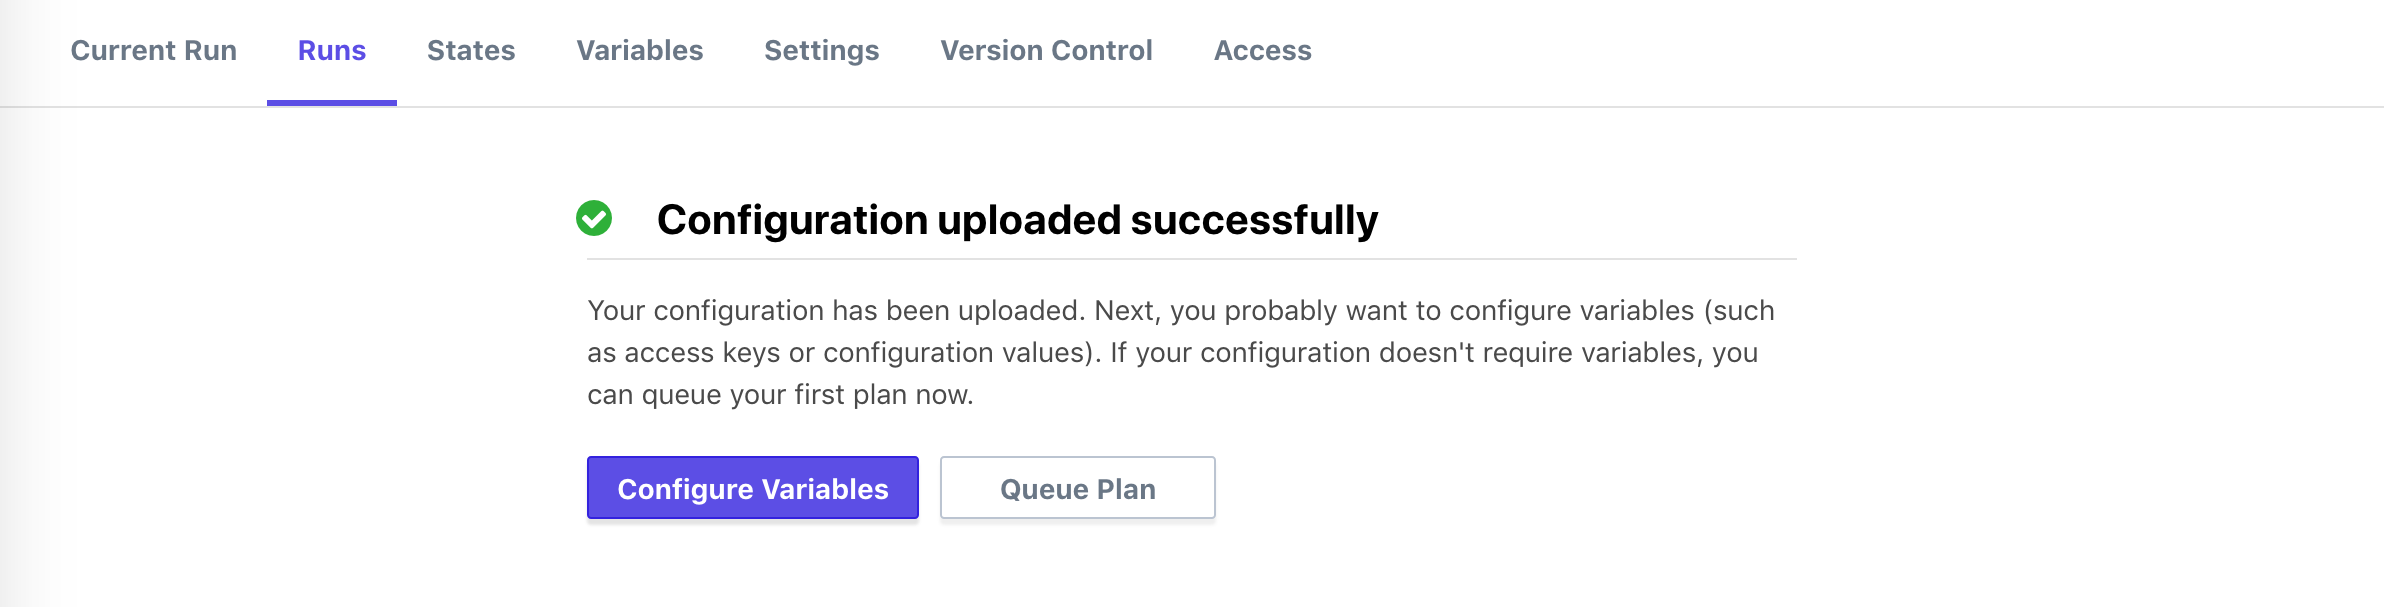 Current Run Runs States Variables Settings Version Control Access
Configuration uploaded successfully
Your configuration has been uploaded. Next, you probably want to configure variables (such
as access keys or configuration values). If your configuration doesn't require variables, you
can queue your first plan now.
Configure Variables Queue Plan